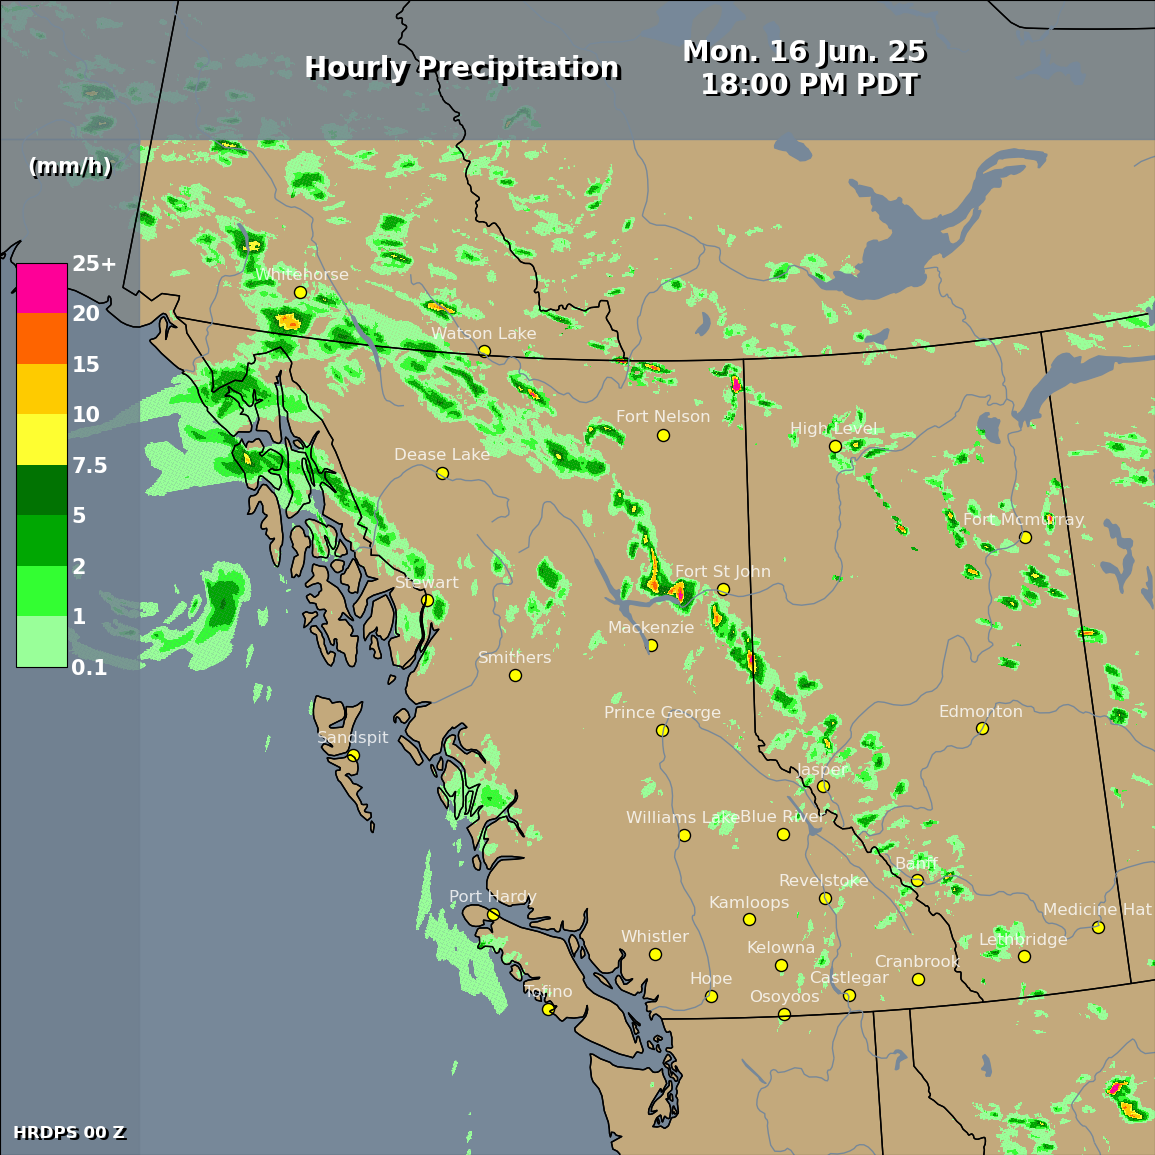 Hourly Precipitation
Mon. 16 Jun. 25
18:00 PM PDT
(mm/h)
25+
20
15
10
7.5
5
2
1
0.1
Whitehorse
Watson Lake
Fort Nelson
High Level
Dease Lake
Fort Mcmurray
Stewart
Fort St John
Mackenzie
Smithers
Prince George
Edmonton
Sandspit
Jasper
Williams Lake
Blue River
Banff
Revelstoke
Port Hardy
Kamloops
Medicine Hat
Whistler
Kelowna
Lethbridge
Cranbrook
Hope
Castlegar
Tofino
Osoyoos
HRDPS 00 Z